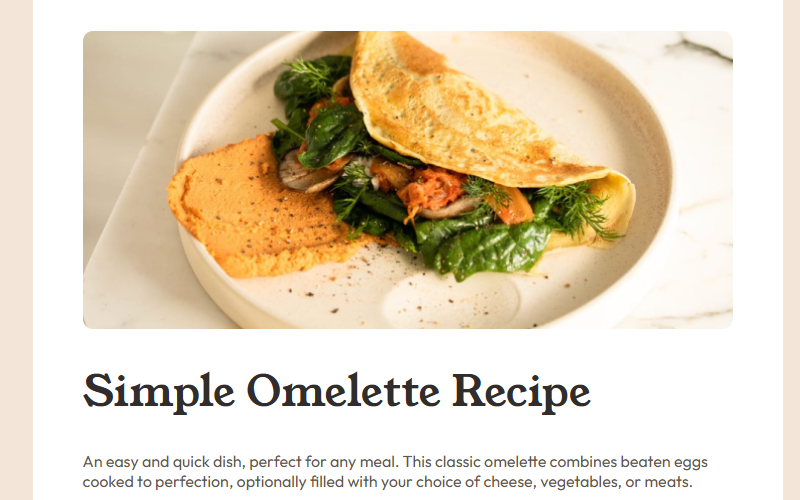 Simple Omelette Recipe
An easy and quick dish, perfect for any meal. This classic omelette combines beaten eggs
cooked to perfection, optionally filled with your choice of cheese, vegetables, or meats.